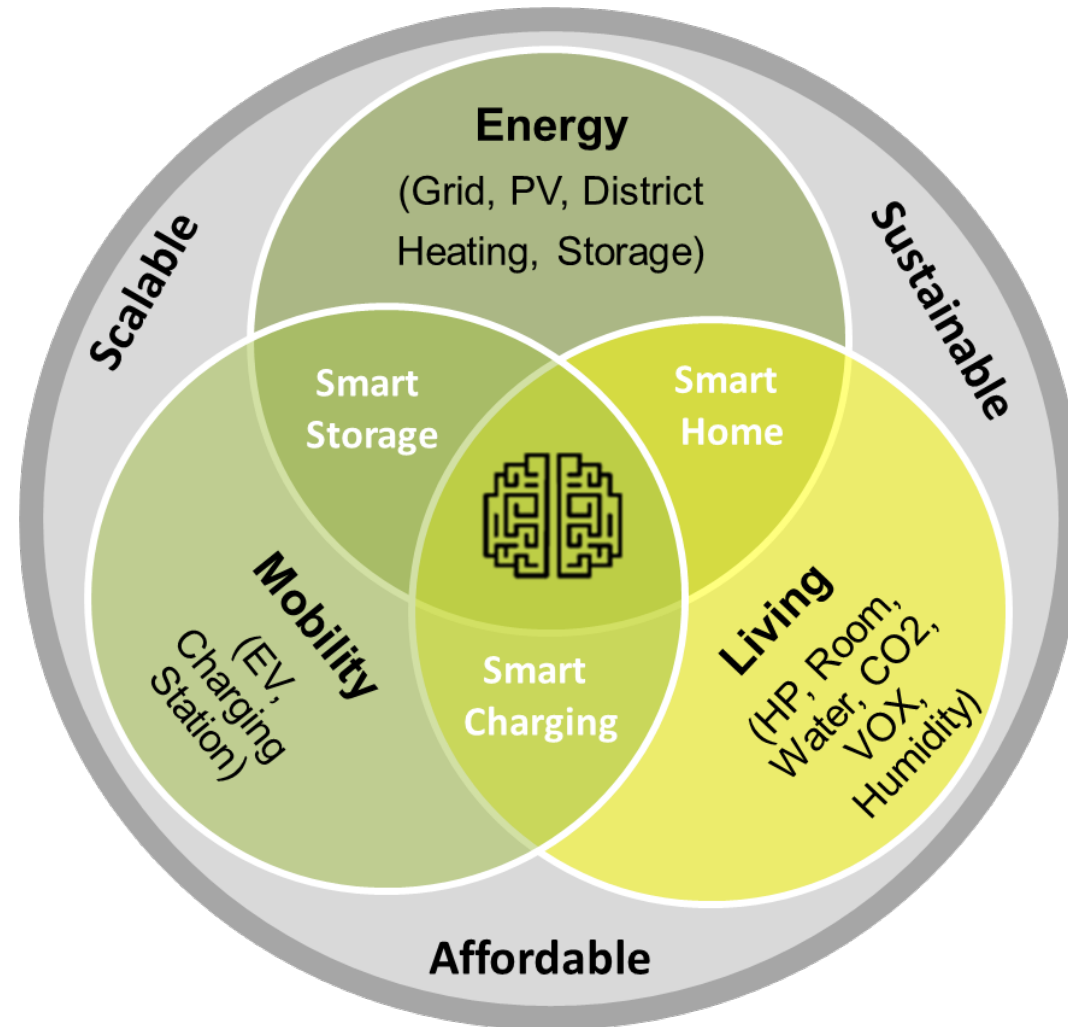 Energy
(Grid, PV, District
Heating, Storage)
Scalable
Sustainable
Smart
Storage
Smart
Home
Mobility
(EV,
Charging
Station)
Living
(HP, Room,
Water, CO2,
VOX,
Humidity)
Smart
Charging
Affordable